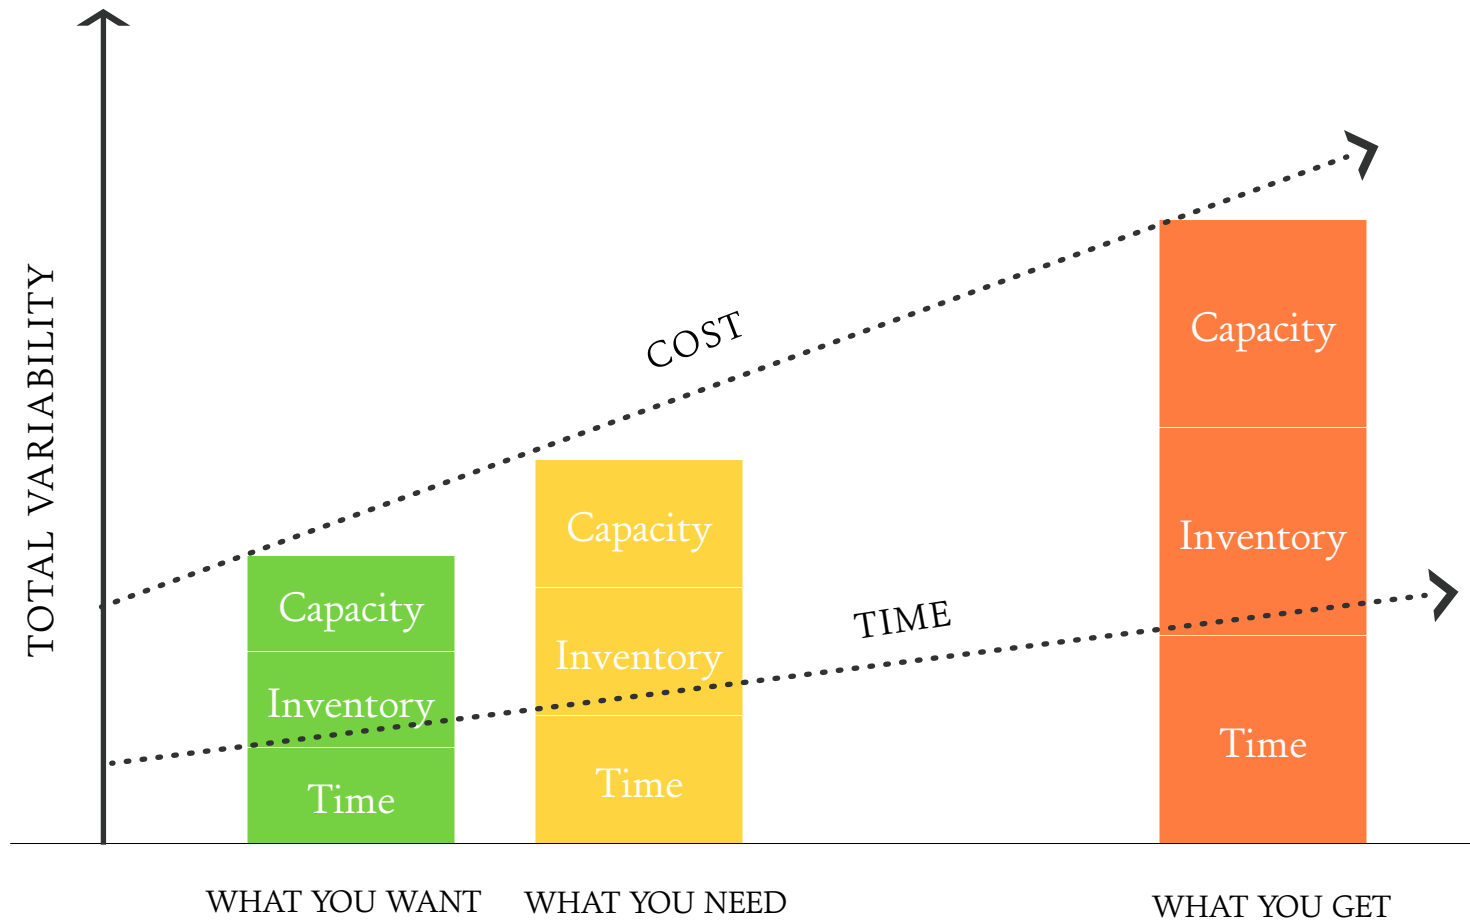 TOTAL VARIABILITY
COST
TIME
Capacity
Inventory
Time
Capacity
Inventory
Time
Capacity
Inventory
Time
WHAT YOU WANT
WHAT YOU NEED
WHAT YOU GET